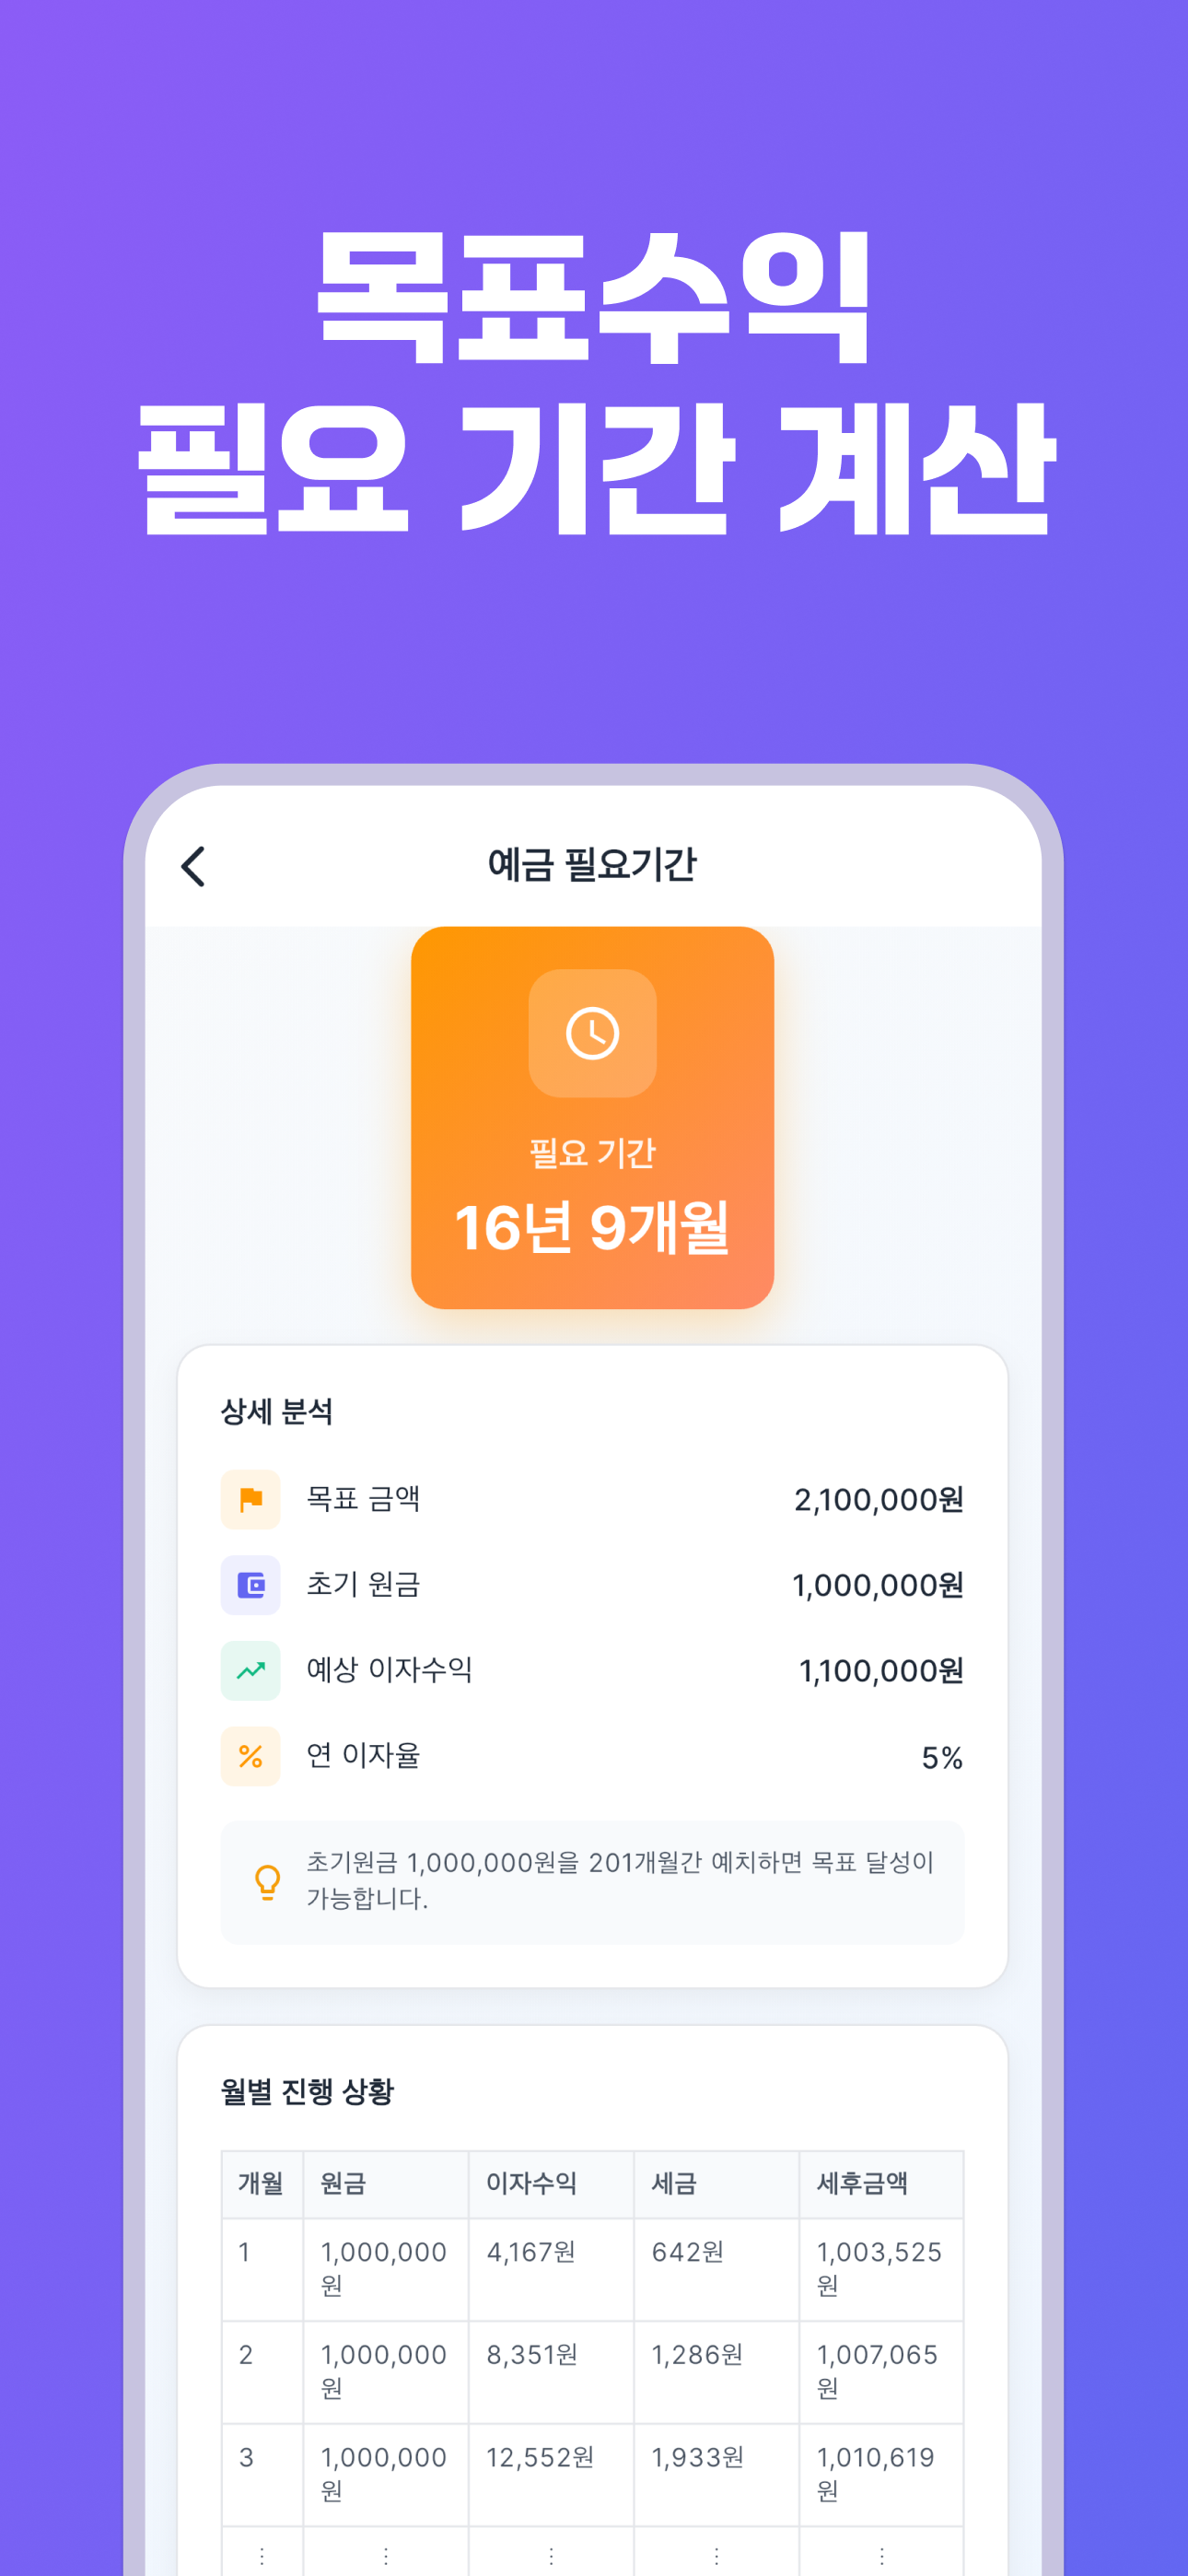 목표수익
필요 기간 계산
예금 필요기간
필요 기간
16년 9개월
상세 분석
목표 금액 2,100,000원
초기 원금 1,000,000원
예상 이자수익 1,100,000원
연 이자율 5%
초기원금 1,000,000원을 201개월간 예치하면 목표 달성이
가능합니다.
월별 진행 상황
개월 원금 이자수익 세금 세후금액
1 1,000,000원 4,167원 642원 1,003,525원
2 1,000,000원 8,351원 1,286원 1,007,065원
3 1,000,000원 12,552원 1,933원 1,010,619원
⋮ ⋮ ⋮ ⋮ ⋮